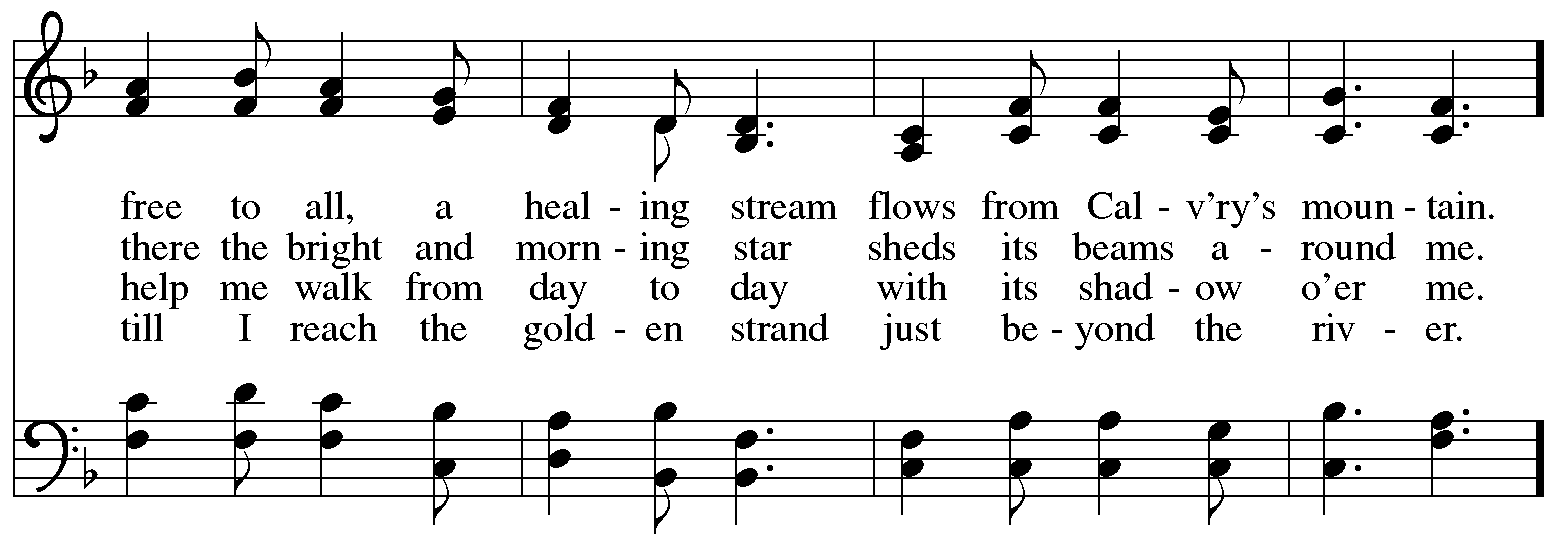 free to all, a heal - ing stream flows from Cal - v'ry's moun - tain.
there the bright and morn - ing star sheds its beams a - round me.
help me walk from day to day with its shad - ow o'er me.
till I reach the gold - en strand just be - yond the riv - er.